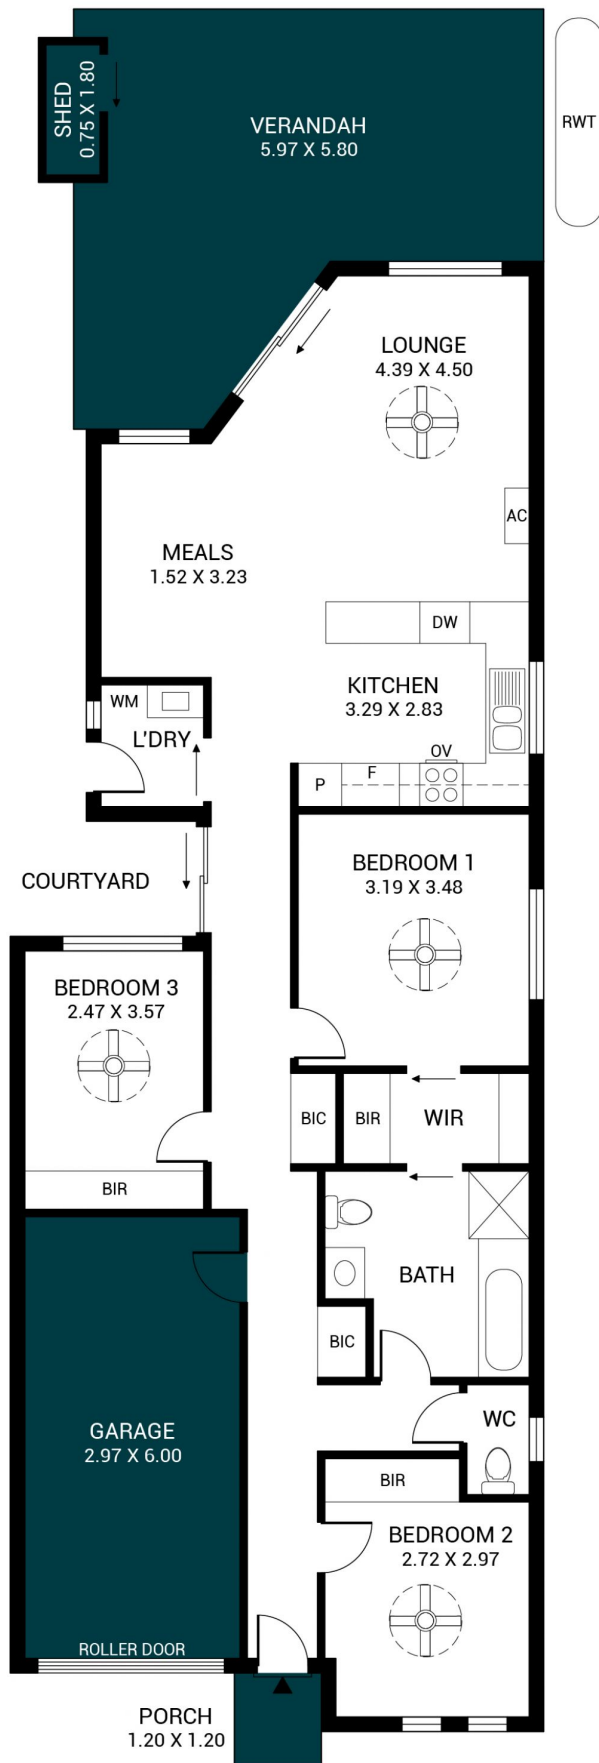 SHED
0.75 X 1.80
VERANDAH
5.97 X 5.80
RWT
LOUNGE
4.39 X 4.50
AC
MEALS
1.52 X 3.23
DW
KITCHEN
3.29 X 2.83
WM
L'DRY
OV
P
F
COURTYARD
BEDROOM 1
3.19 X 3.48
BEDROOM 3
2.47 X 3.57
BIC
BIR
WIR
BIR
BATH
BIC
GARAGE
2.97 X 6.00
WC
BIR
BEDROOM 2
2.72 X 2.97
ROLLER DOOR
PORCH
1.20 X 1.20